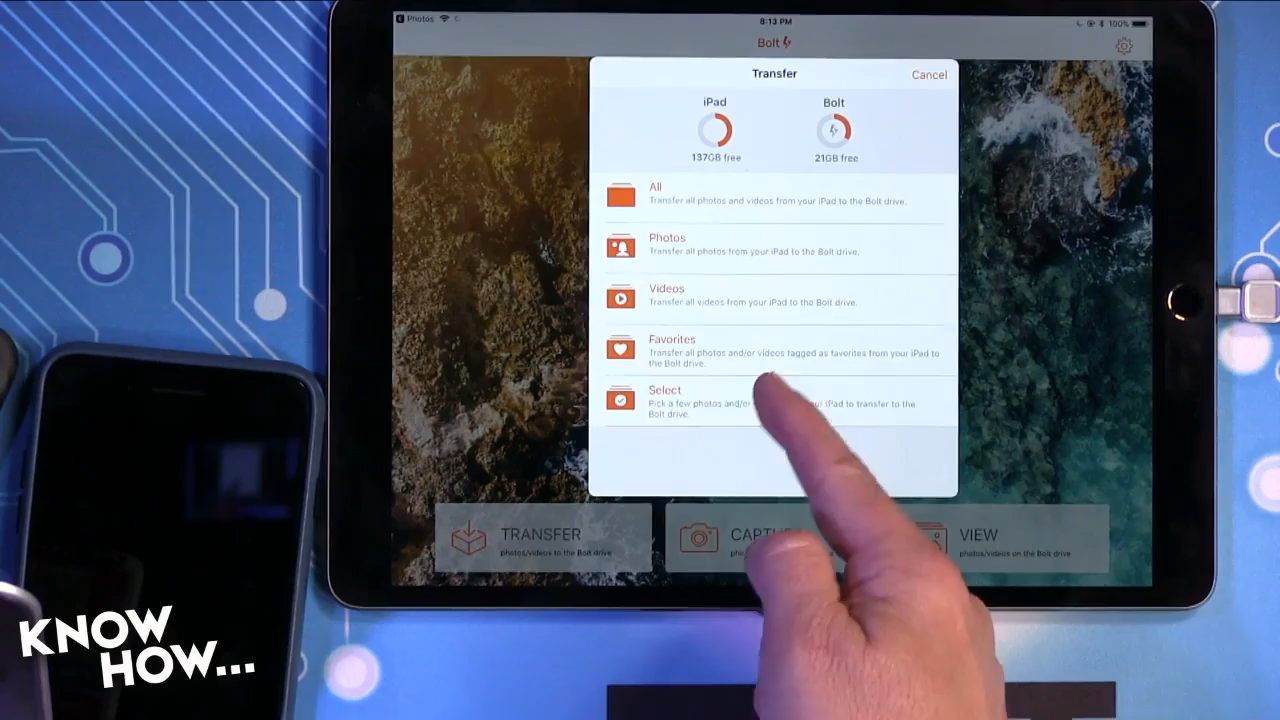 Photos
8:13 PM
100%
Bolt
Transfer
Cancel
iPad
Bolt
137GB free
21GB free
All
Transfer all photos and videos from your iPad to the Bolt drive.
Photos
Transfer all photos from your iPad to the Bolt drive.
Videos
Transfer all videos from your iPad to the Bolt drive.
Favorites
Transfer all photos and/or videos tagged as favorites from your iPad to
the Bolt drive.
Select
Pick a few photos and/or iPad to transfer to the
Bolt drive.
TRANSFER
photos/videos to the Bolt drive
VIEW
photos/videos on the Bolt drive
KNOW
HOW...